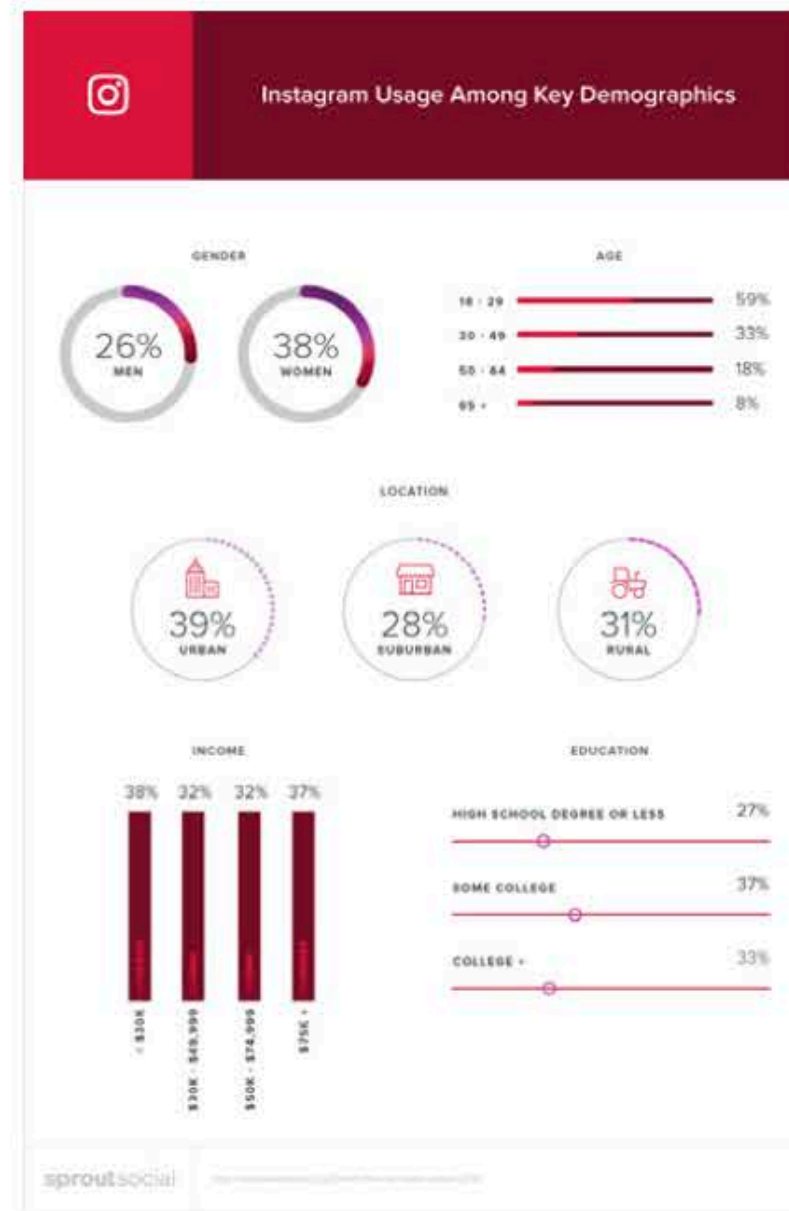 Instagram Usage Among Key Demographics
GENDER
26%
MEN
38%
WOMEN
AGE
18 - 29 59%
30 - 49 33%
50 - 64 18%
65 + 8%
LOCATION
39%
URBAN
28%
SUBURBAN
31%
RURAL
INCOME
38% 32% 32% 37%
< $30K
$30K - $49,999
$50K - $74,999
$75K +
EDUCATION
HIGH SCHOOL DEGREE OR LESS 27%
SOME COLLEGE 37%
COLLEGE + 33%
sproutsocial